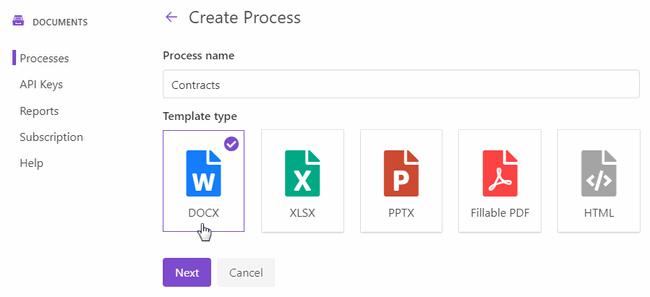 DOCUMENTS
Processes
API Keys
Reports
Subscription
Help
Create Process
Process name
Contracts
Template type
W
DOCX
X
XLSX
P
PPTX
Fillable PDF
</>
HTML
Next
Cancel